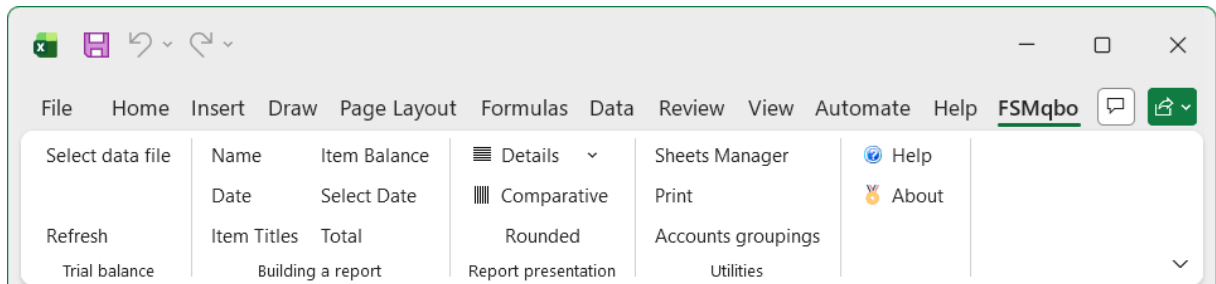 File Home Insert Draw Page Layout Formulas Data Review View Automate Help FSMqbo
Select data file Name Item Balance Details Sheets Manager Help
Date Select Date Comparative Print About
Refresh Item Titles Total Rounded Accounts groupings
Trial balance Building a report Report presentation Utilities